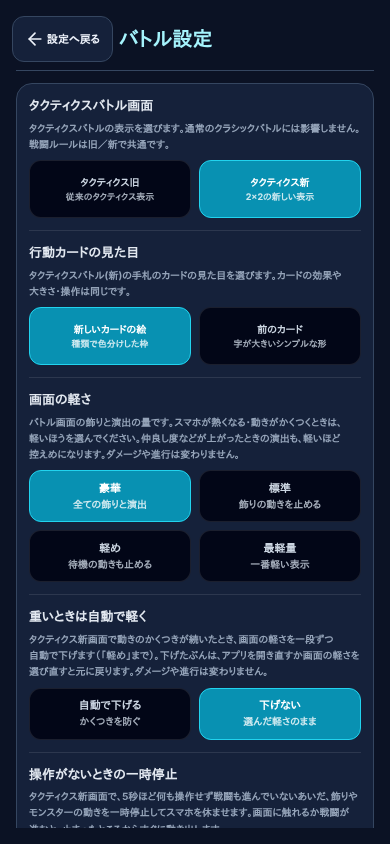 設定へ戻る
バトル設定
タクティクスバトル画面
タクティクスバトルの表示を選びます。通常のクラシックバトルには影響しません。
戦闘ルールは旧／新で共通です。
タクティクス旧
従来のタクティクス表示
タクティクス新
2×2の新しい表示
行動カードの見た目
タクティクスバトル(新)の手札のカードの見た目を選びます。カードの効果や
大きさ・操作は同じです。
新しいカードの絵
種類で色分けした枠
前のカード
字が大きいシンプルな形
画面の軽さ
バトル画面の飾りと演出の量です。スマホが熱くなる・動きがかくつくときは、
軽いほうを選んでください。仲良し度などが上がったときの演出も、軽いほど
控えめになります。ダメージや進行は変わりません。
豪華
全ての飾りと演出
標準
飾りの動きを止める
軽め
待機の動きも止める
最軽量
一番軽い表示
重いときは自動で軽く
タクティクス新画面で動きのかくつきが続いたとき、画面の軽さを一段ずつ
自動で下げます(「軽め」まで)。下げたぶんは、アプリを開き直すか画面の軽さを
選び直すと元に戻ります。ダメージや進行は変わりません。
自動で下げる
かくつきを防ぐ
下げない
選んだ軽さのまま
操作がないときの一時停止
タクティクス新画面で、5秒ほど何も操作せず戦闘も進んでいないあいだ、飾りや
モンスターの動きを一時停止してスマホを休ませます。画面に触れるか戦闘が